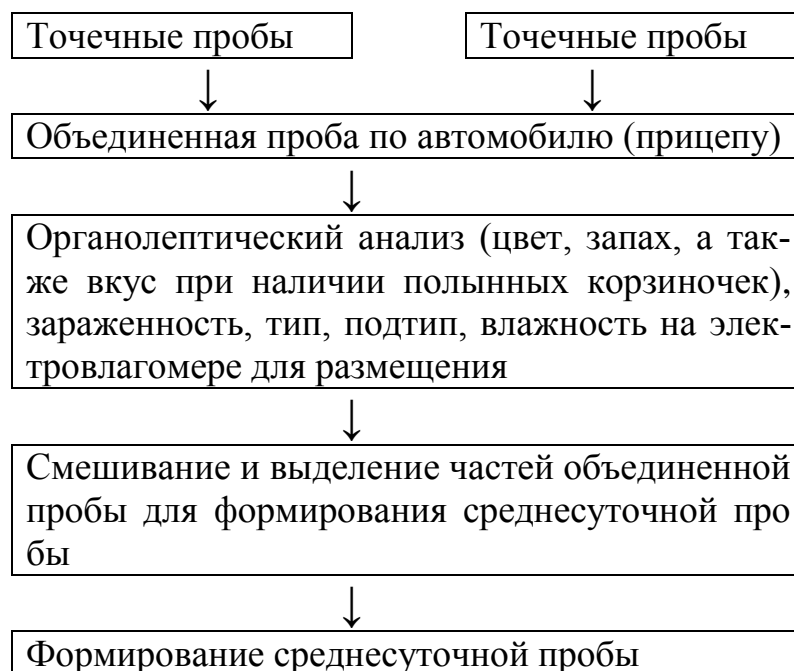 Точечные пробы
Точечные пробы
Объединенная проба по автомобилю (прицепу)
Органолептический анализ (цвет, запах, а так-
же вкус при наличии полынных корзиночек),
зараженность, тип, подтип, влажность на элек-
тровлагомере для размещения
Смешивание и выделение частей объединенной
пробы для формирования среднесуточной про
бы
Формирование среднесуточной пробы